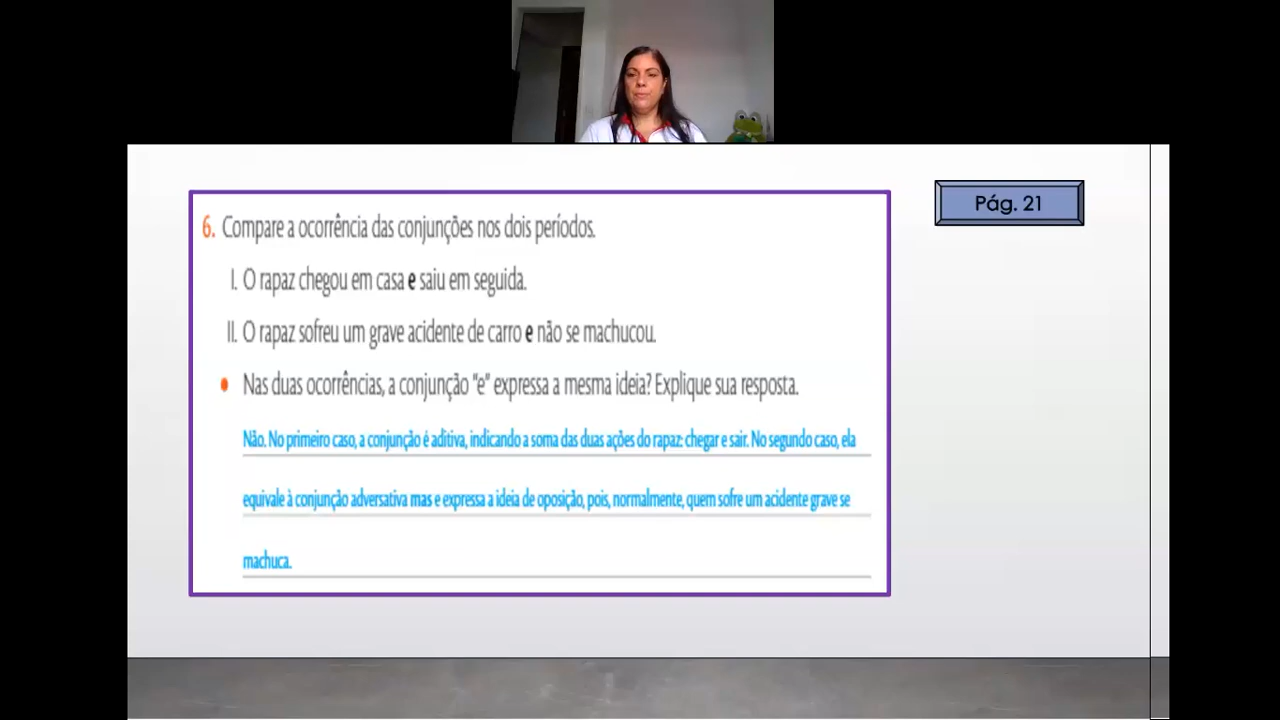 Pág. 21
6. Compare a ocorrência das conjunções nos dois períodos.
I. O rapaz chegou em casa e saiu em seguida.
II. O rapaz sofreu um grave acidente de carro e não se machucou.
• Nas duas ocorrências, a conjunção "e" expressa a mesma ideia? Explique sua resposta.
Não. No primeiro caso, a conjunção é aditiva, indicando a soma das duas ações do rapaz: chegar e sair. No segundo caso, ela
equivale à conjunção adversativa mas e expressa a ideia de oposição, pois, normalmente, quem sofre um acidente grave se
machuca.